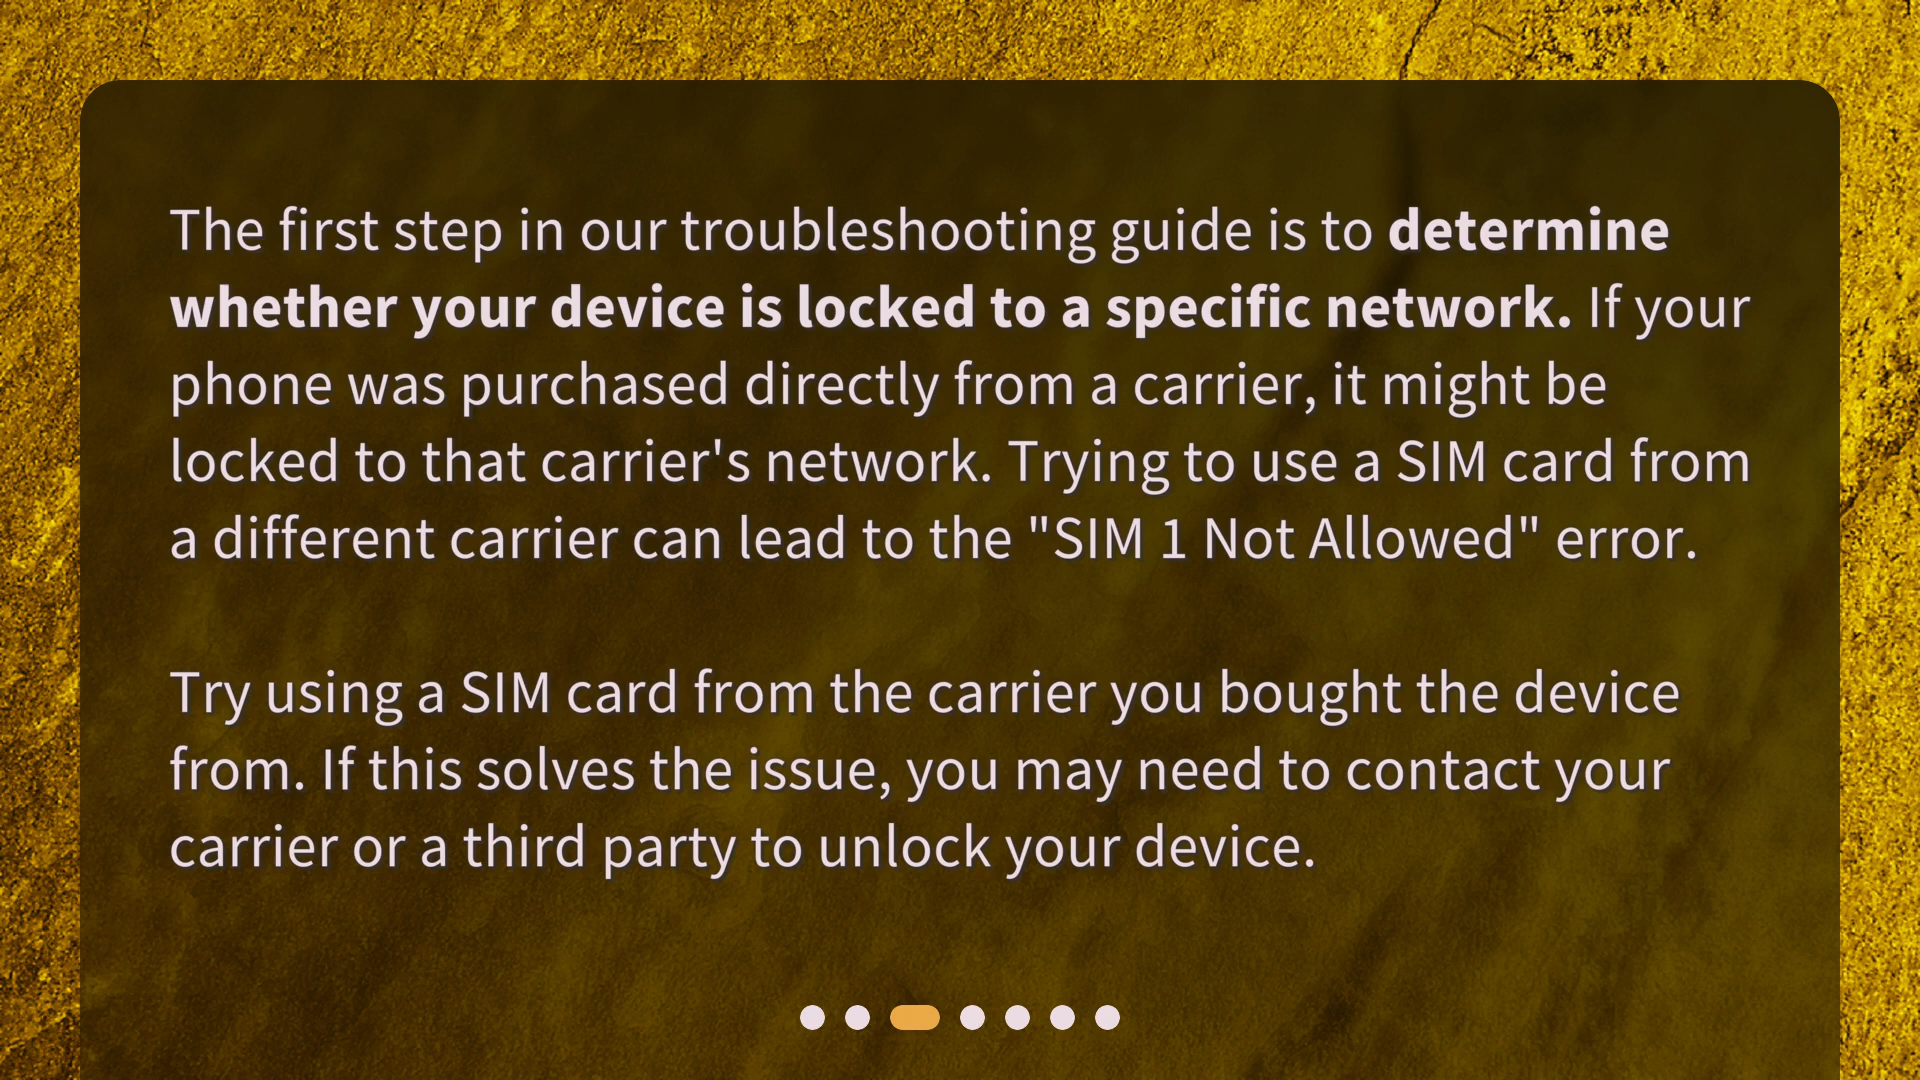 The first step in our troubleshooting guide is to determine
whether your device is locked to a specific network. If your
phone was purchased directly from a carrier, it might be
locked to that carrier's network. Trying to use a SIM card from
a different carrier can lead to the "SIM 1 Not Allowed" error.
Try using a SIM card from the carrier you bought the device
from. If this solves the issue, you may need to contact your
carrier or a third party to unlock your device.